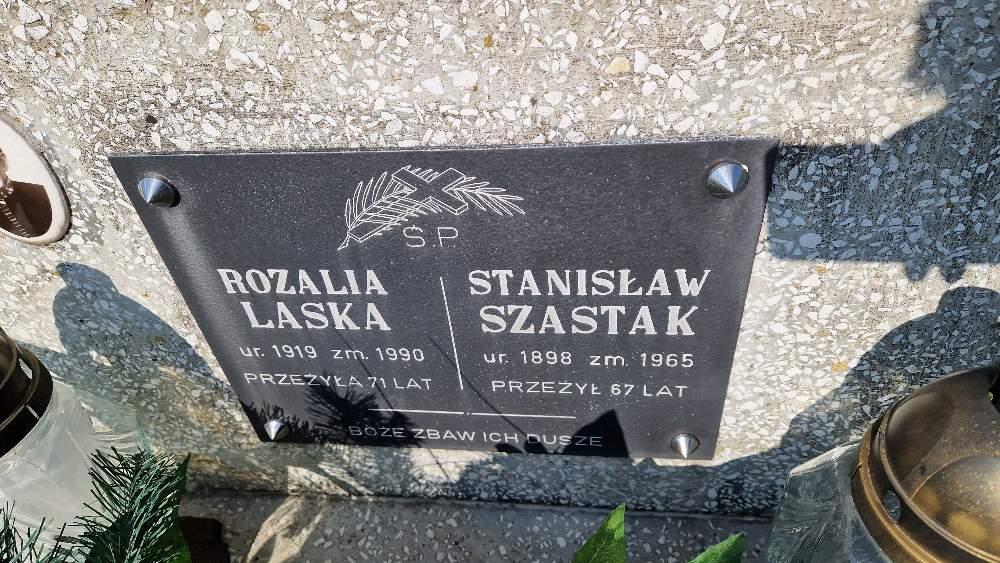 Ś.P.
ROZALIA
LASKA
ur. 1919 zm. 1990
PRZEŻYŁA 71 LAT
STANISŁAW
SZASTAK
ur. 1898 zm. 1965
PRZEŻYŁ 67 LAT
BOŻE ZBAW ICH DUSZE